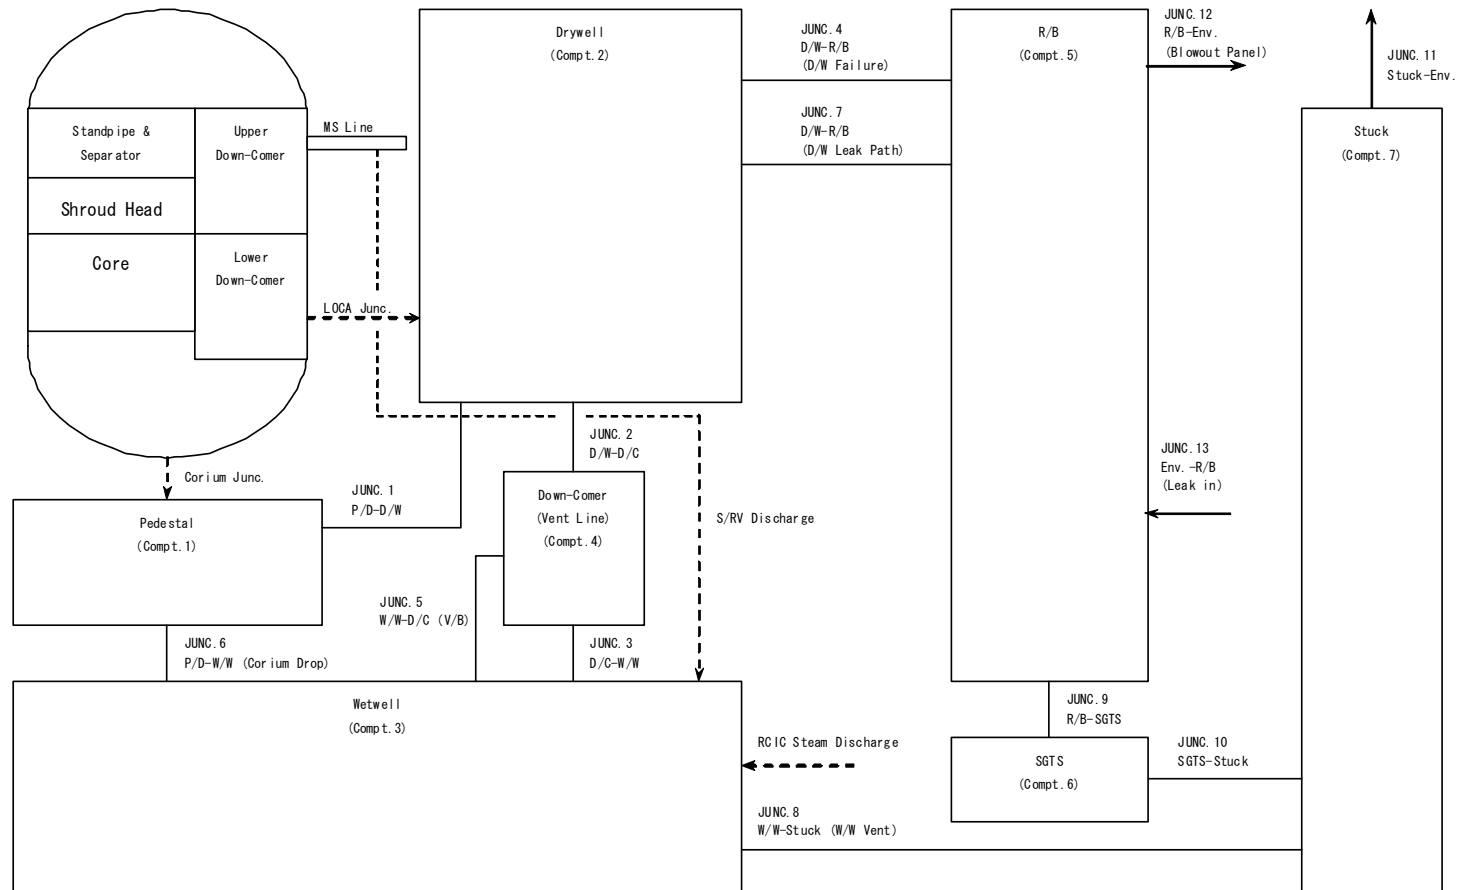 Standpipe &
Separator
Upper
Down-Comer
MS Line
Shroud Head
Core
Lower
Down-Comer
LOCA Junc.
Corium Junc.
Drywell
(Compt.2)
JUNC.4
D/W-R/B
(D/W Failure)
JUNC.7
D/W-R/B
(D/W Leak Path)
R/B
(Compt.5)
JUNC.12
R/B-Env.
(Blowout Panel)
JUNC.11
Stuck-Env.
Stuck
(Compt.7)
JUNC.13
Env.-R/B
(Leak in)
JUNC.1
P/D-D/W
JUNC.2
D/W-D/C
Pedestal
(Compt.1)
Down-Comer
(Vent Line)
(Compt.4)
S/RV Discharge
JUNC.5
W/W-D/C (V/B)
JUNC.6
P/D-W/W (Corium Drop)
JUNC.3
D/C-W/W
Wetwell
(Compt.3)
RCIC Steam Discharge
JUNC.9
R/B-SGTS
SGTS
(Compt.6)
JUNC.10
SGTS-Stuck
JUNC.8
W/W-Stuck (W/W Vent)